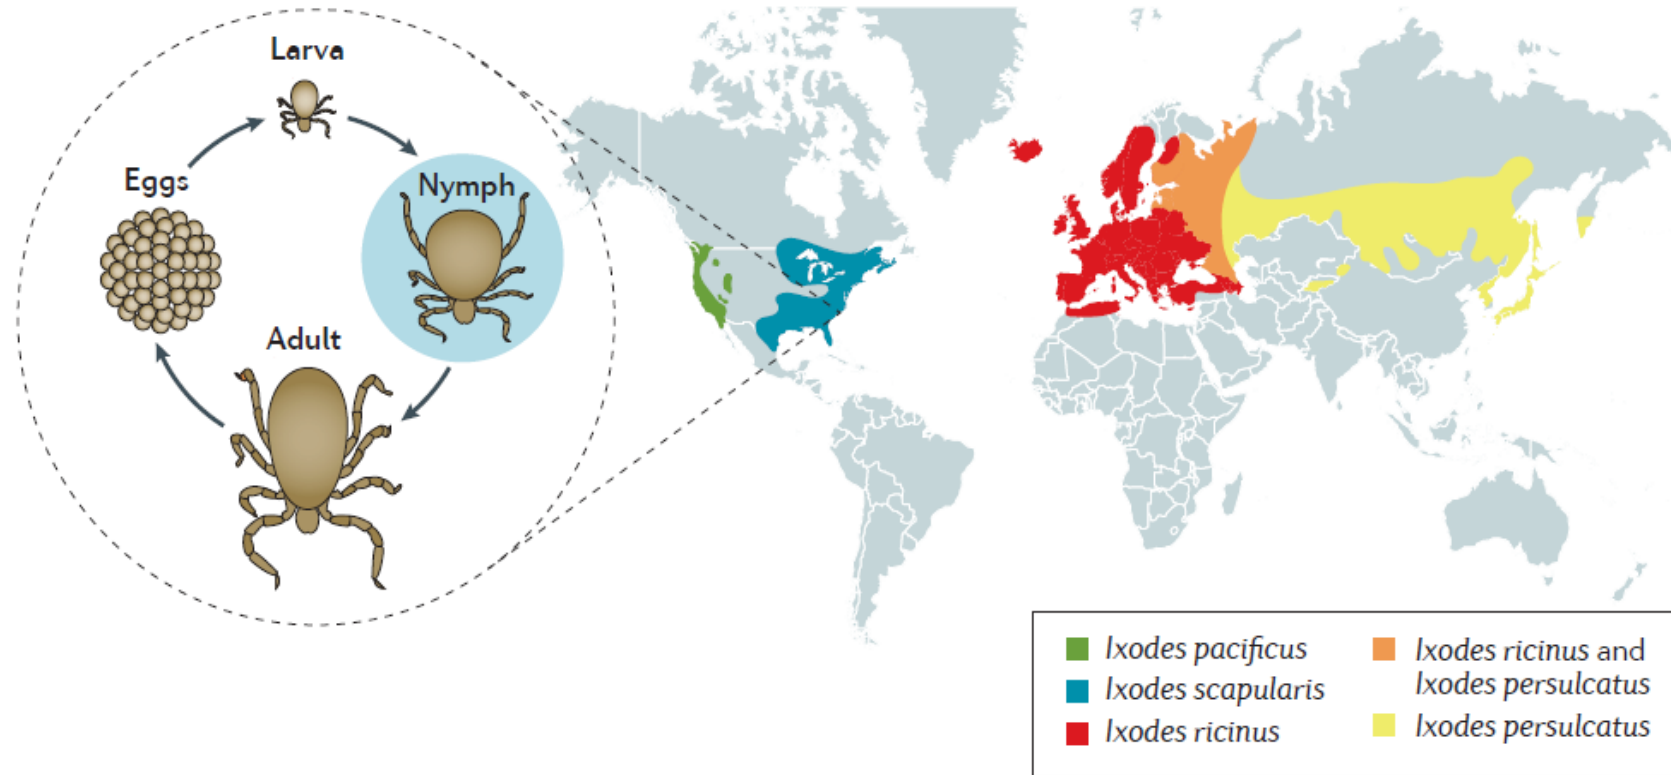 Larva
Eggs
Nymph
Adult
Ixodes pacificus
Ixodes scapularis
Ixodes ricinus
Ixodes ricinus and
Ixodes persulcatus
Ixodes persulcatus